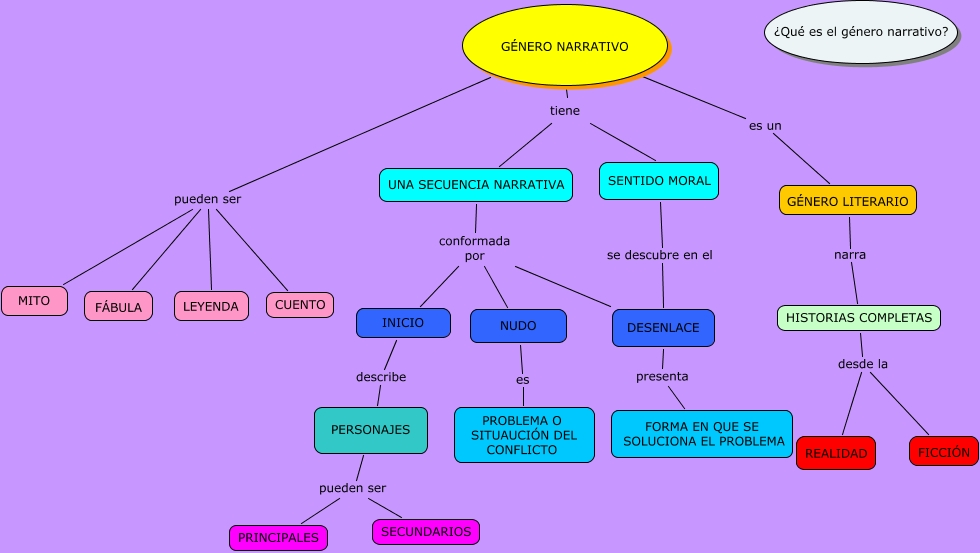 ¿Qué es el género narrativo?
GÉNERO NARRATIVO
tiene
es un
pueden ser
UNA SECUENCIA NARRATIVA
SENTIDO MORAL
GÉNERO LITERARIO
conformada
por
se descubre en el
narra
MITO
FÁBULA
LEYENDA
CUENTO
INICIO
NUDO
DESENLACE
HISTORIAS COMPLETAS
describe
es
presenta
desde la
PERSONAJES
PROBLEMA O
SITUAUCIÓN DEL
CONFLICTO
FORMA EN QUE SE
SOLUCIONA EL PROBLEMA
REALIDAD
FICCIÓN
pueden ser
PRINCIPALES
SECUNDARIOS